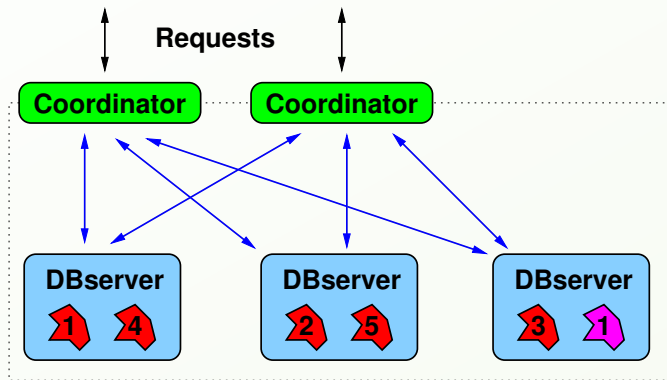 Requests
Coordinator Coordinator
DBserver DBserver DBserver
1 4 2 5 3 1